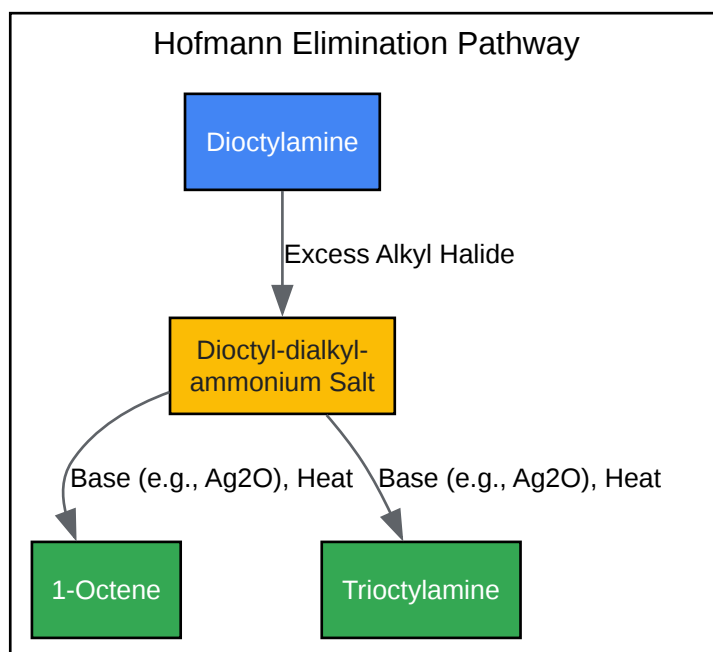 Hofmann Elimination Pathway
Dioctylamine
Excess Alkyl Halide
Dioctyl-dialkyl-
ammonium Salt
Base (e.g., Ag2O), Heat
Base (e.g., Ag2O), Heat
1-Octene
Trioctylamine